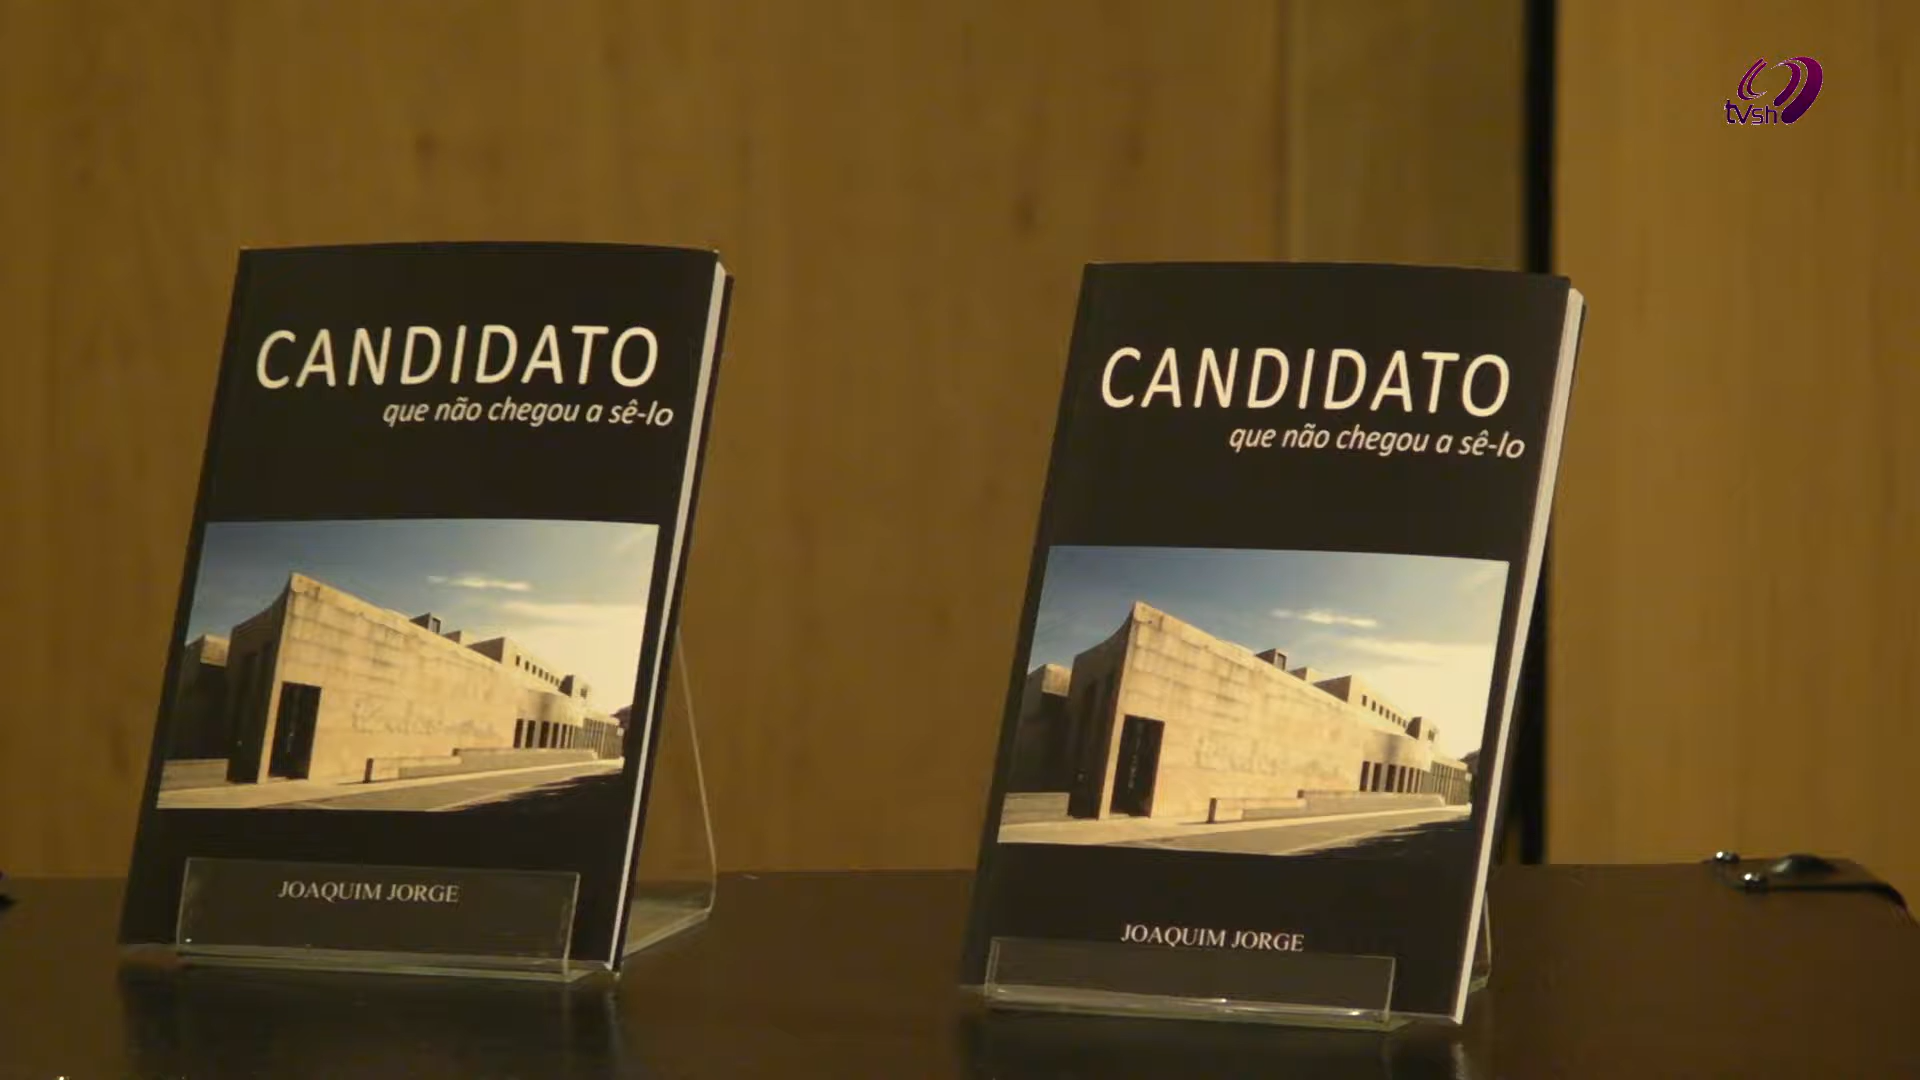 tvsh
CANDIDATO
que não chegou a sê-lo
JOAQUIM JORGE
CANDIDATO
que não chegou a sê-lo
JOAQUIM JORGE